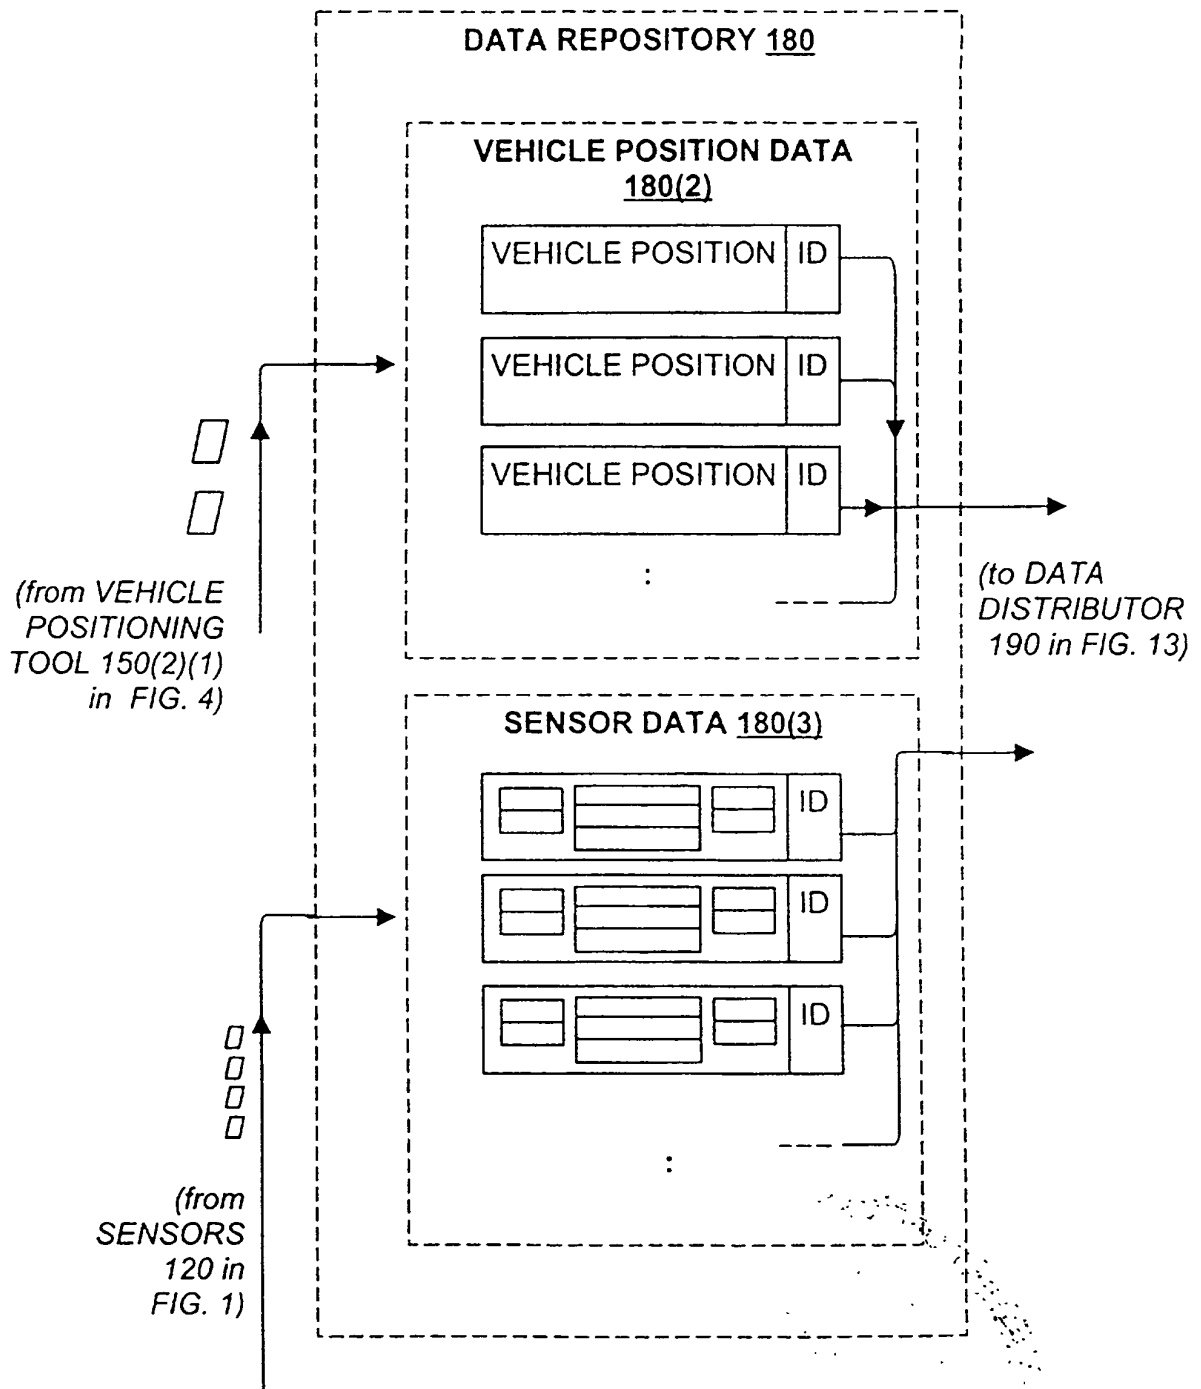 DATA REPOSITORY 180
VEHICLE POSITION DATA
180(2)
VEHICLE POSITION ID
VEHICLE POSITION ID
VEHICLE POSITION ID
:
(from VEHICLE
POSITIONING
TOOL 150(2)(1)
in FIG. 4)
(to DATA
DISTRIBUTOR
190 in FIG. 13)
SENSOR DATA 180(3)
ID
ID
ID
:
(from
SENSORS
120 in
FIG. 1)